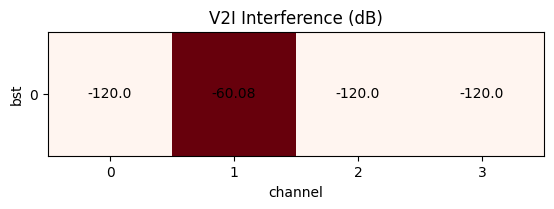 V2I Interference (dB)
bst
0
-120.0 -60.08 -120.0 -120.0
0 1 2 3
channel